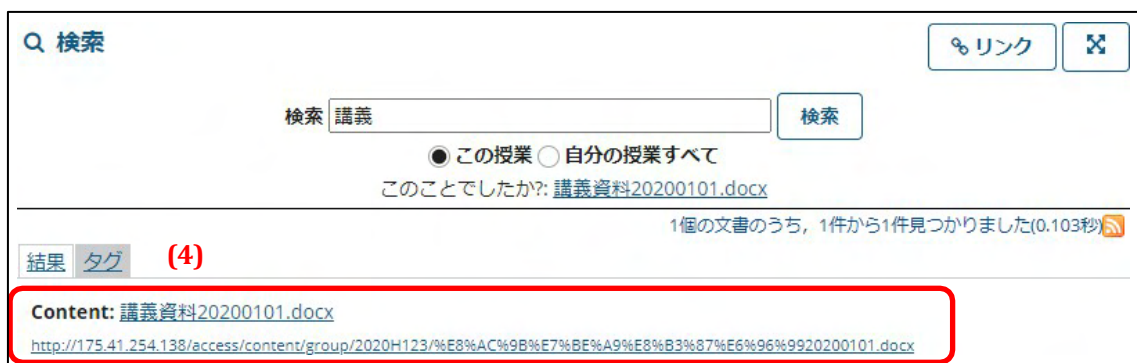 検索
リンク
検索 講義 検索
この授業 自分の授業すべて
このことでしたか?: 講義資料20200101.docx
1個の文書のうち，1件から1件見つかりました(0.103秒)
結果 タグ (4)
Content: 講義資料20200101.docx
http://175.41.254.138/access/content/group/2020H123/%E8%AC%9B%E7%BE%A9%E8%B3%87%E6%96%9920200101.docx